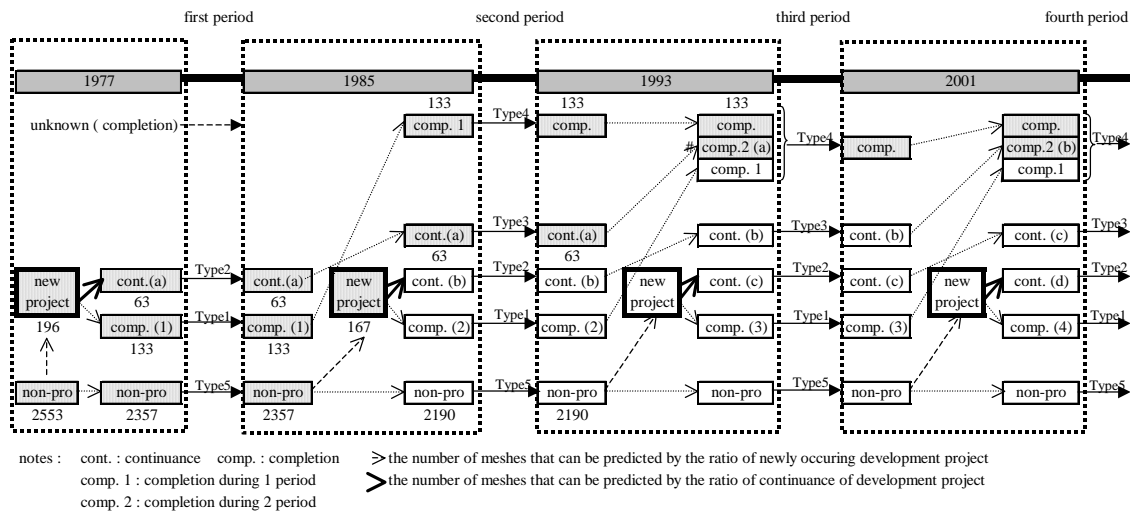 first period second period third period fourth period
1977 1985 1993 2001
133 133 133
unknown ( completion) comp. 1 Type4 comp. comp. Type4 comp. Type4
# comp.2 (a) comp. comp.2 (b)
comp. 1 comp.1
Type3 Type3 Type3
cont.(a) cont.(a) cont. (b) cont. (b) cont. (c)
63 63
Type2 Type2 Type2 Type2
new project cont.(a) cont.(a) new project cont. (b) cont. (b) new project cont. (c) cont. (c) new project cont. (d)
63 63
Type1 Type1 Type1 Type1
196 comp. (1) comp. (1) 167 comp. (2) comp. (2) comp. (3) comp. (3) comp. (4)
133 133
Type5 Type5 Type5 Type5
non-pro non-pro non-pro non-pro non-pro non-pro non-pro non-pro
2553 2357 2357 2190 2190
notes : cont. : continuance comp. : completion the number of meshes that can be predicted by the ratio of newly occuring development project
comp. 1 : completion during 1 period the number of meshes that can be predicted by the ratio of continuance of development project
comp. 2 : completion during 2 period